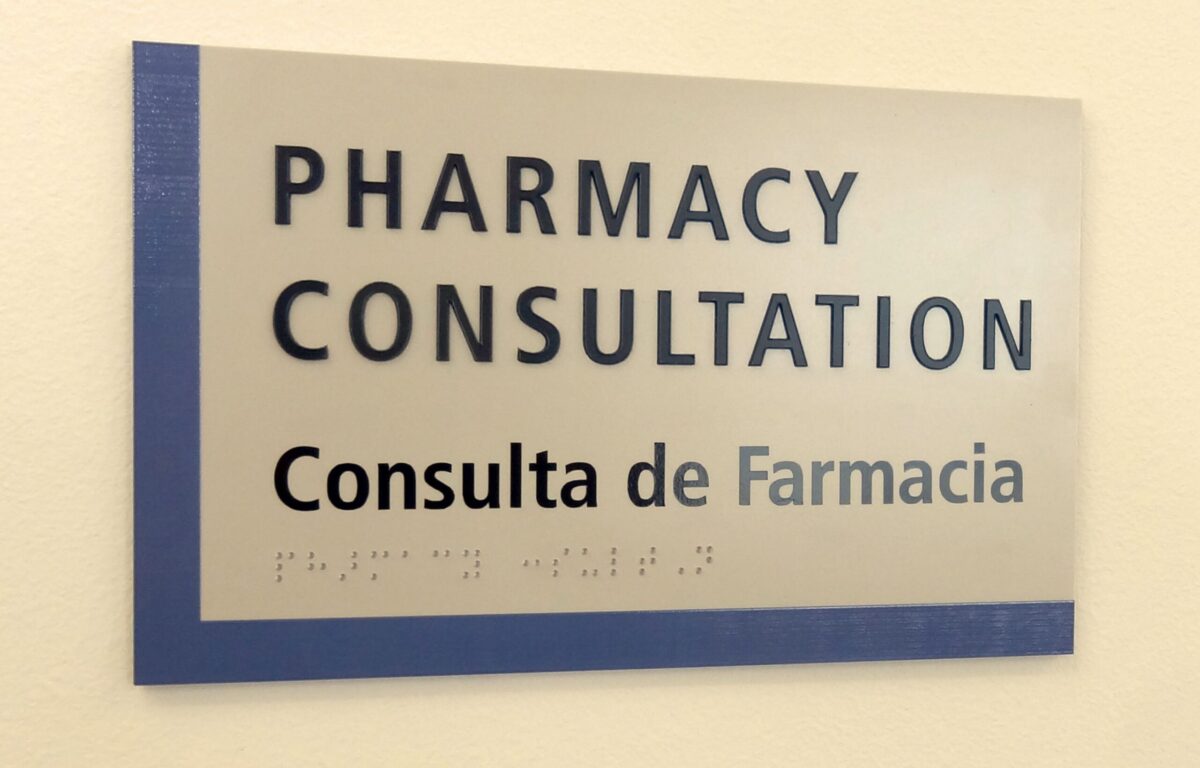 PHARMACY
CONSULTATION
Consulta de Farmacia